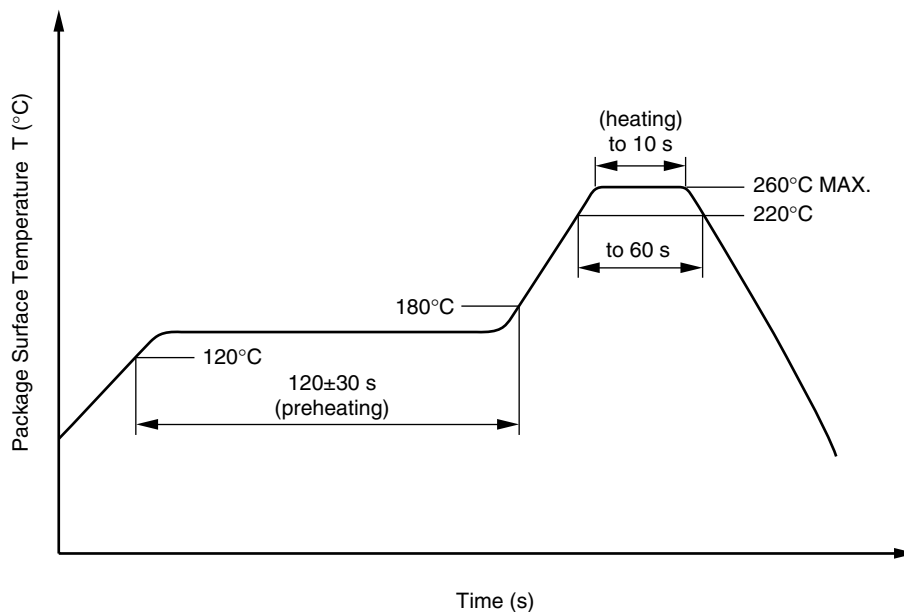 Package Surface Temperature T (°C)
(heating)
to 10 s
260°C MAX.
220°C
to 60 s
180°C
120°C
120±30 s
(preheating)
Time (s)